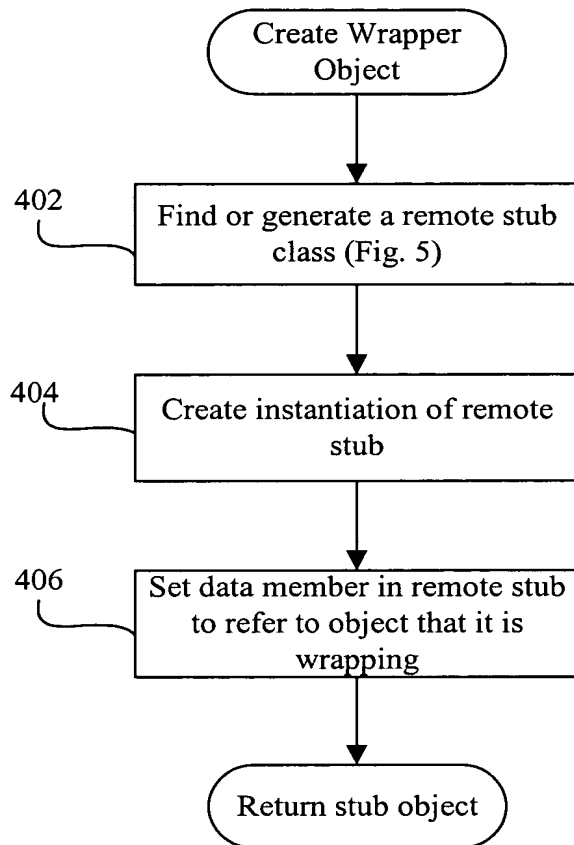 Create Wrapper
Object
402
Find or generate a remote stub
class (Fig. 5)
404
Create instantiation of remote
stub
406
Set data member in remote stub
to refer to object that it is
wrapping
Return stub object